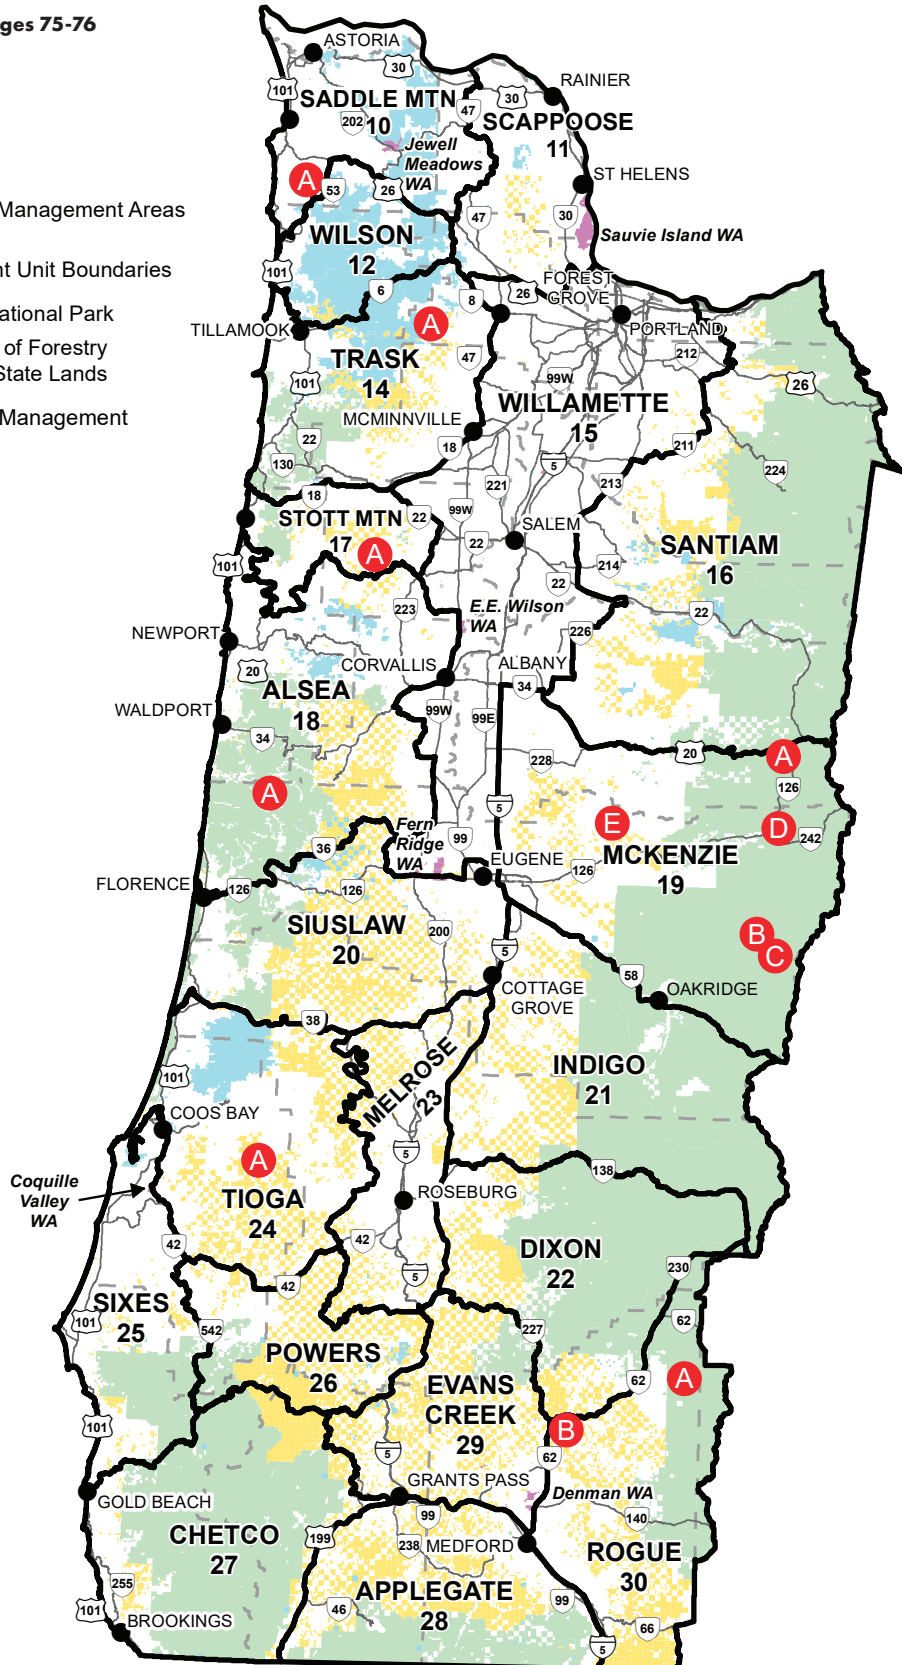 ges 75-76
ASTORIA
30
101
SADDLE MTN
10
202
47
30
RAINIER
SCAPPOOSE
11
Jewell
Meadows
WA
A
53
26
ST HELENS
Management Areas
47
30
Sauvie Island WA
WILSON
12
nt Unit Boundaries
101
6
8
26
FOREST
GROVE
ational Park
TILLAMOOK
A
PORTLAND
of Forestry
State Lands
TRASK
14
47
212
101
99W
26
Management
MCMINNVILLE
WILLAMETTE
15
22
18
211
130
5
224
18
221
213
STOTT MTN
17
22
99W
SALEM
A
22
SANTIAM
16
101
214
22
223
E.E. Wilson
WA
22
NEWPORT
226
20
CORVALLIS
ALBANY
ALSEA
18
34
WALDPORT
99W
99E
34
20
A
228
126
A
5
E
D
242
Fern
Ridge
WA
99
MCKENZIE
19
36
EUGENE
126
FLORENCE
126
126
SIUSLAW
20
200
B
C
5
58
OAKRIDGE
COTTAGE
GROVE
38
MELROSE
23
INDIGO
21
101
COOS BAY
5
A
138
Coquille
Valley
WA
TIOGA
24
ROSEBURG
42
42
DIXON
22
230
42
5
SIXES
25
101
542
227
62
POWERS
26
EVANS
CREEK
29
62
A
101
B
5
62
GRANTS PASS
Denman WA
GOLD BEACH
99
140
CHETCO
27
199
238
MEDFORD
ROGUE
30
255
APPLEGATE
28
101
46
99
BROOKINGS
66
5